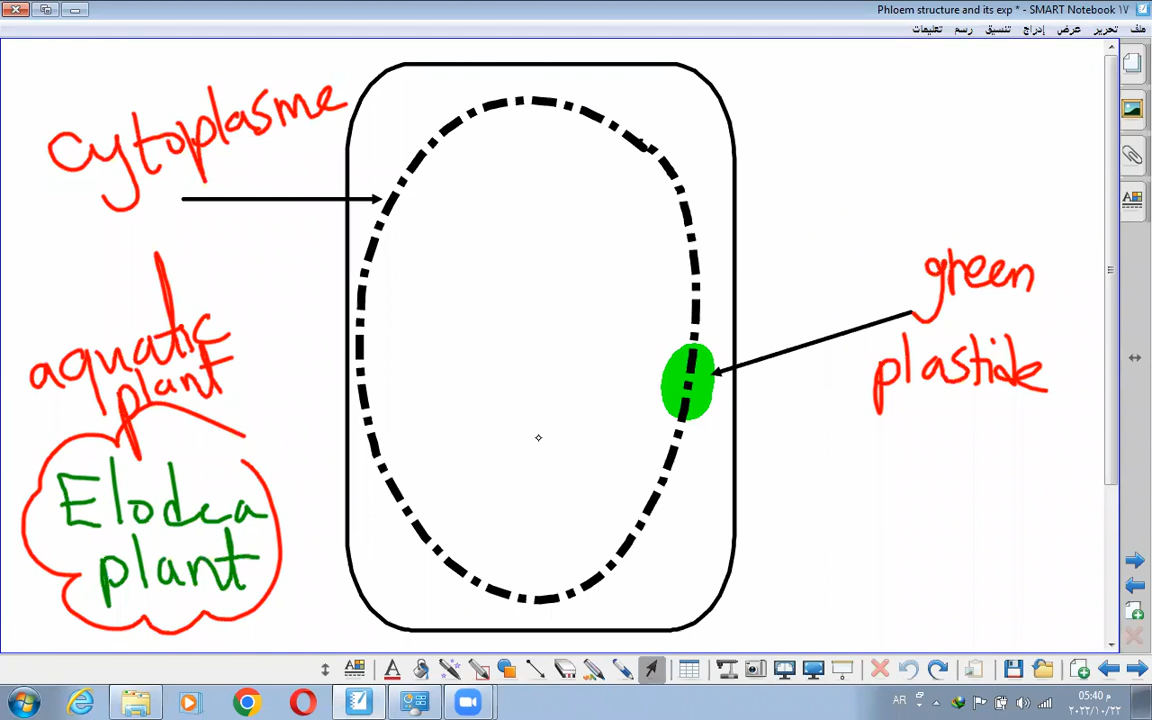 Phloem structure and its exp * - SMART Notebook ١٧
ملف تحرير عرض إدراج تنسيق رسم تعليمات
cytoplasme
aquatic
plant
Elodea
plant
green
plastide
AR
م 05:40
٢٠٢٢/١٠/٢٢